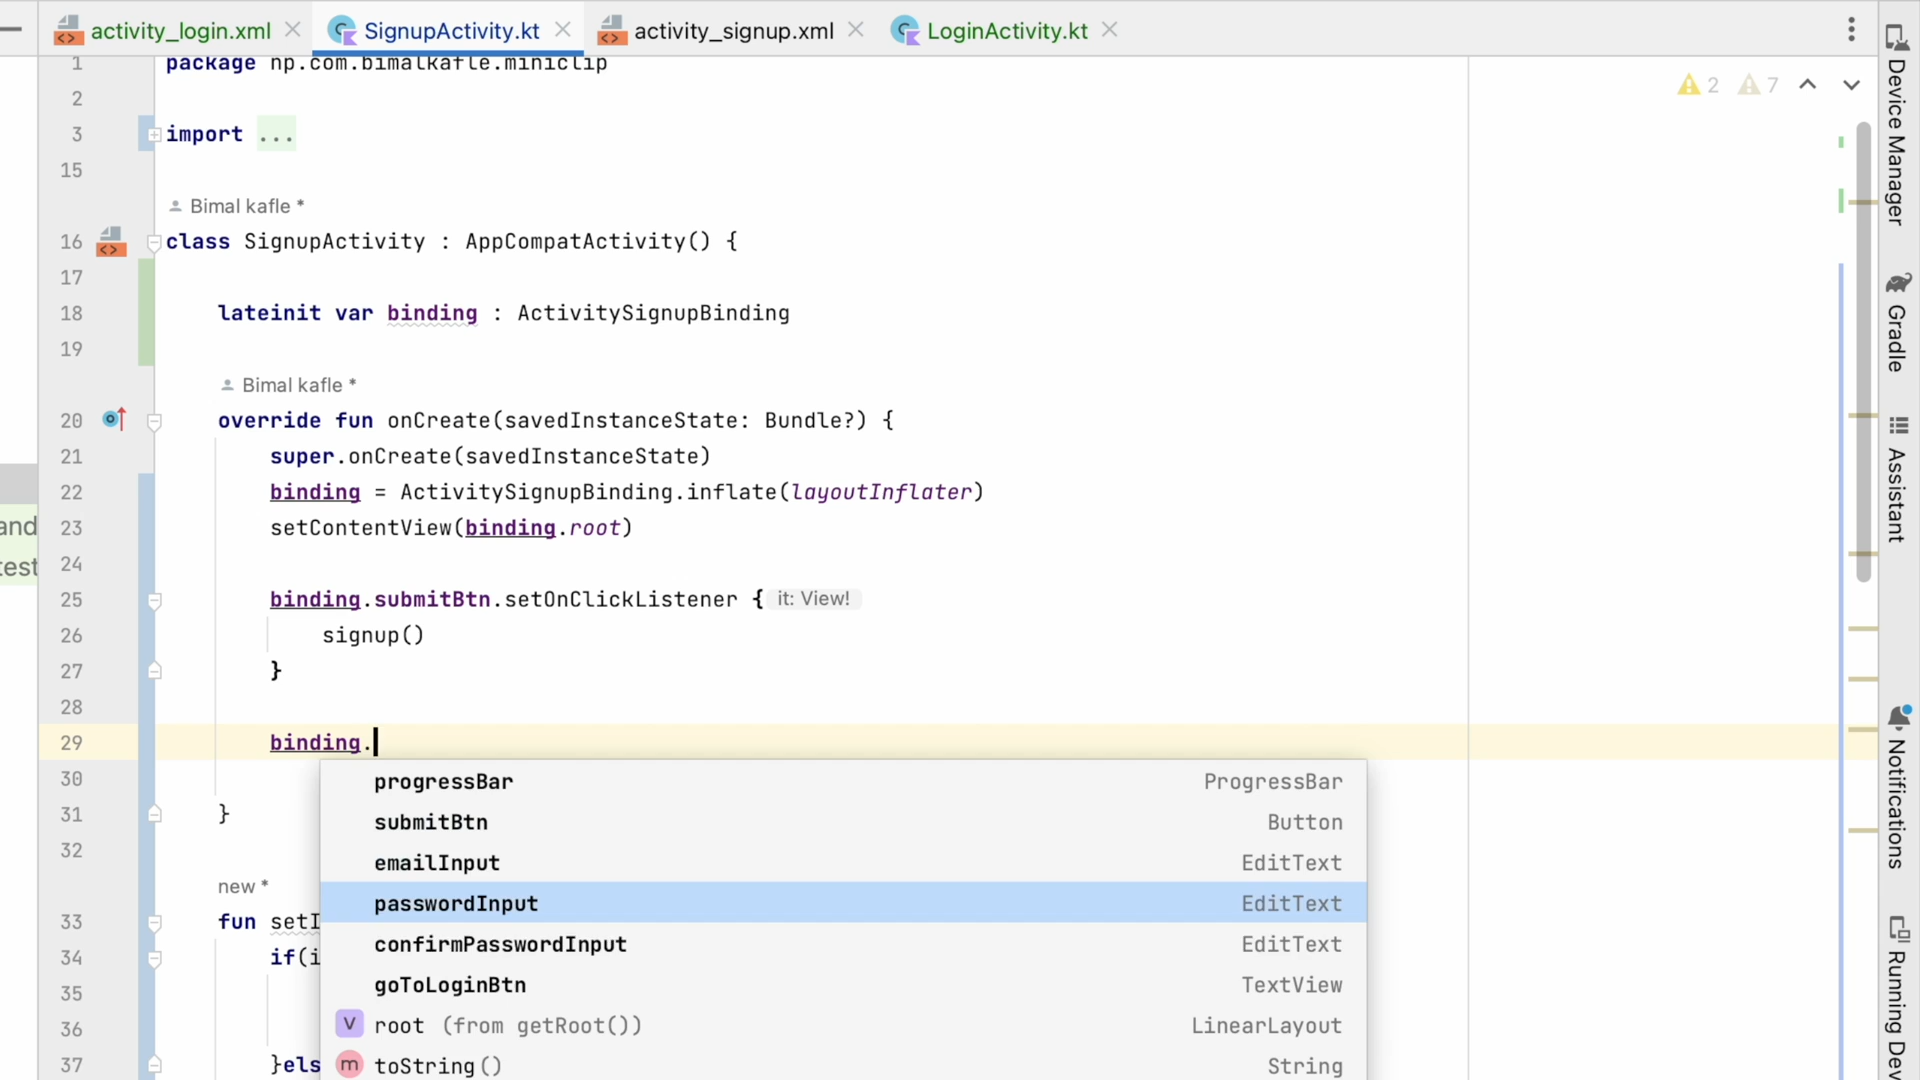 activity_login.xml SignupActivity.kt activity_signup.xml LoginActivity.kt
1 package np.com.bimalkafle.miniclip
2 7
2
3 import ...
15
Bimal kafle *
16 class SignupActivity : AppCompatActivity() {
17
18 lateinit var binding : ActivitySignupBinding
19
Bimal kafle *
20 override fun onCreate(savedInstanceState: Bundle?) {
21 super.onCreate(savedInstanceState)
22 binding = ActivitySignupBinding.inflate(layoutInflater)
23 setContentView(binding.root)
24
25 binding.submitBtn.setOnClickListener { it: View!
26 signup()
27 }
28
29 binding.
30
31 }
32
new *
33 fun setI
34 if(i
35
36
37 }els
progressBar ProgressBar
submitBtn Button
emailInput EditText
passwordInput EditText
confirmPasswordInput EditText
goToLoginBtn TextView
V root (from getRoot()) LinearLayout
m toString() String
and
test
Device Manager
Gradle
Assistant
Notifications
Running Dev